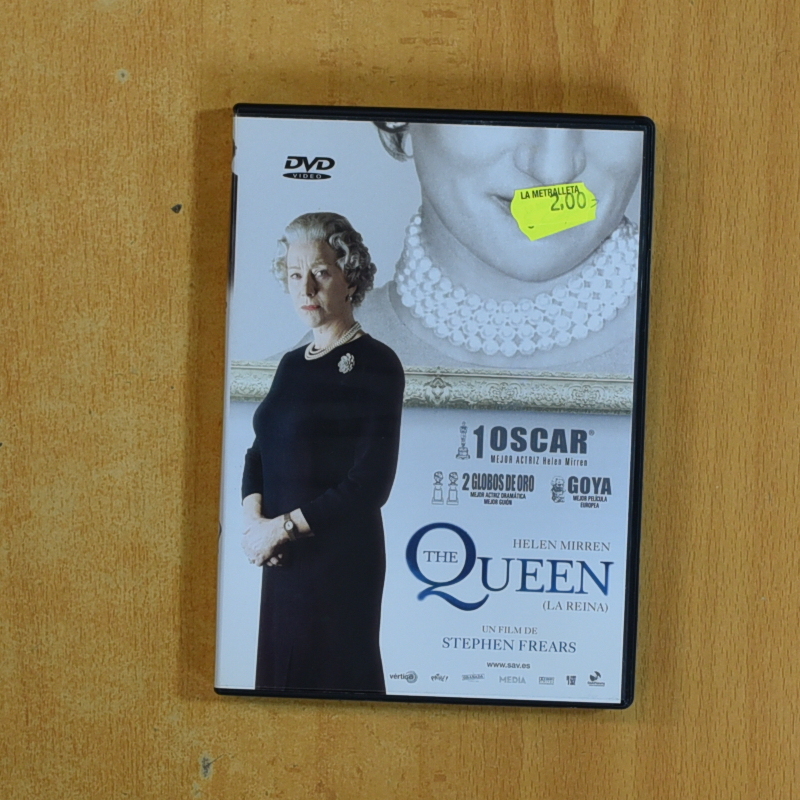 DVD
VIDEO
LA METRALLETA
2,00
1 OSCAR®
MEJOR ACTRIZ Helen Mirren
2 GLOBOS DE ORO
MEJOR ACTRIZ DRAMÁTICA
MEJOR GUIÓN
GOYA
MEJOR PELÍCULA
EUROPEA
HELEN MIRREN
THE QUEEN
(LA REINA)
UN FILM DE
STEPHEN FREARS
www.sav.es
vértigo
MEDIA